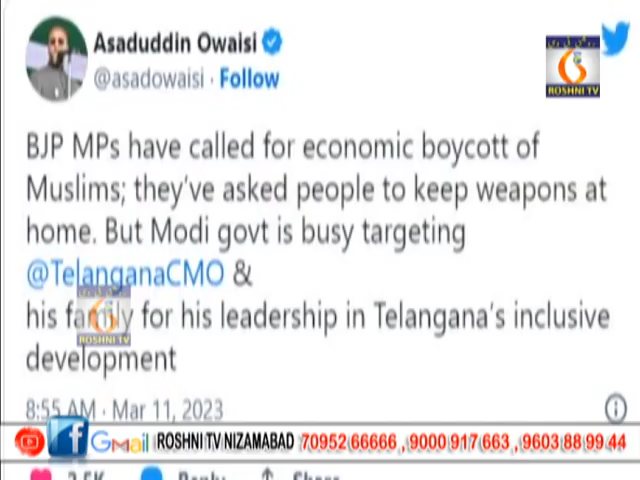 Asaduddin Owaisi
@asadowaisi · Follow
ROSHNI TV
BJP MPs have called for economic boycott of
Muslims; they've asked people to keep weapons at
home. But Modi govt is busy targeting
@TelanganaCMO &
his family for his leadership in Telangana's inclusive
ROSHNI TV
development
8:55 AM · Mar 11, 2023
Gmail ROSHNI TV NIZAMABAD 70952 66666 ,9000 917 663 ,9603 88 99 44
Reply
Share